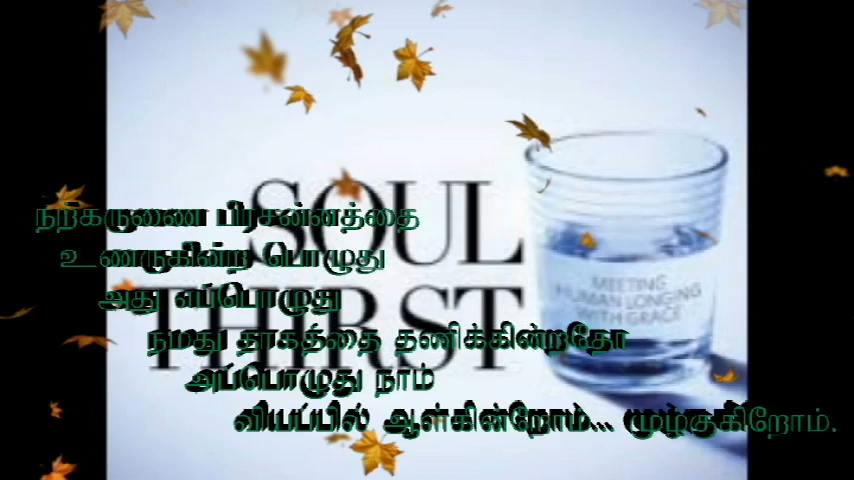 SOUL
THIRST
MEETING
HUMAN LONGING
WITH GRACE
நற்கருணை பிரசன்னத்தை
உணருகின்ற பொழுது
அது எப்பொழுது
நமது தாகத்தை தணிக்கின்றதோ
அப்பொழுது நாம்
வியப்பில் ஆள்கின்றோம்... மூழ்குகிறோம்.